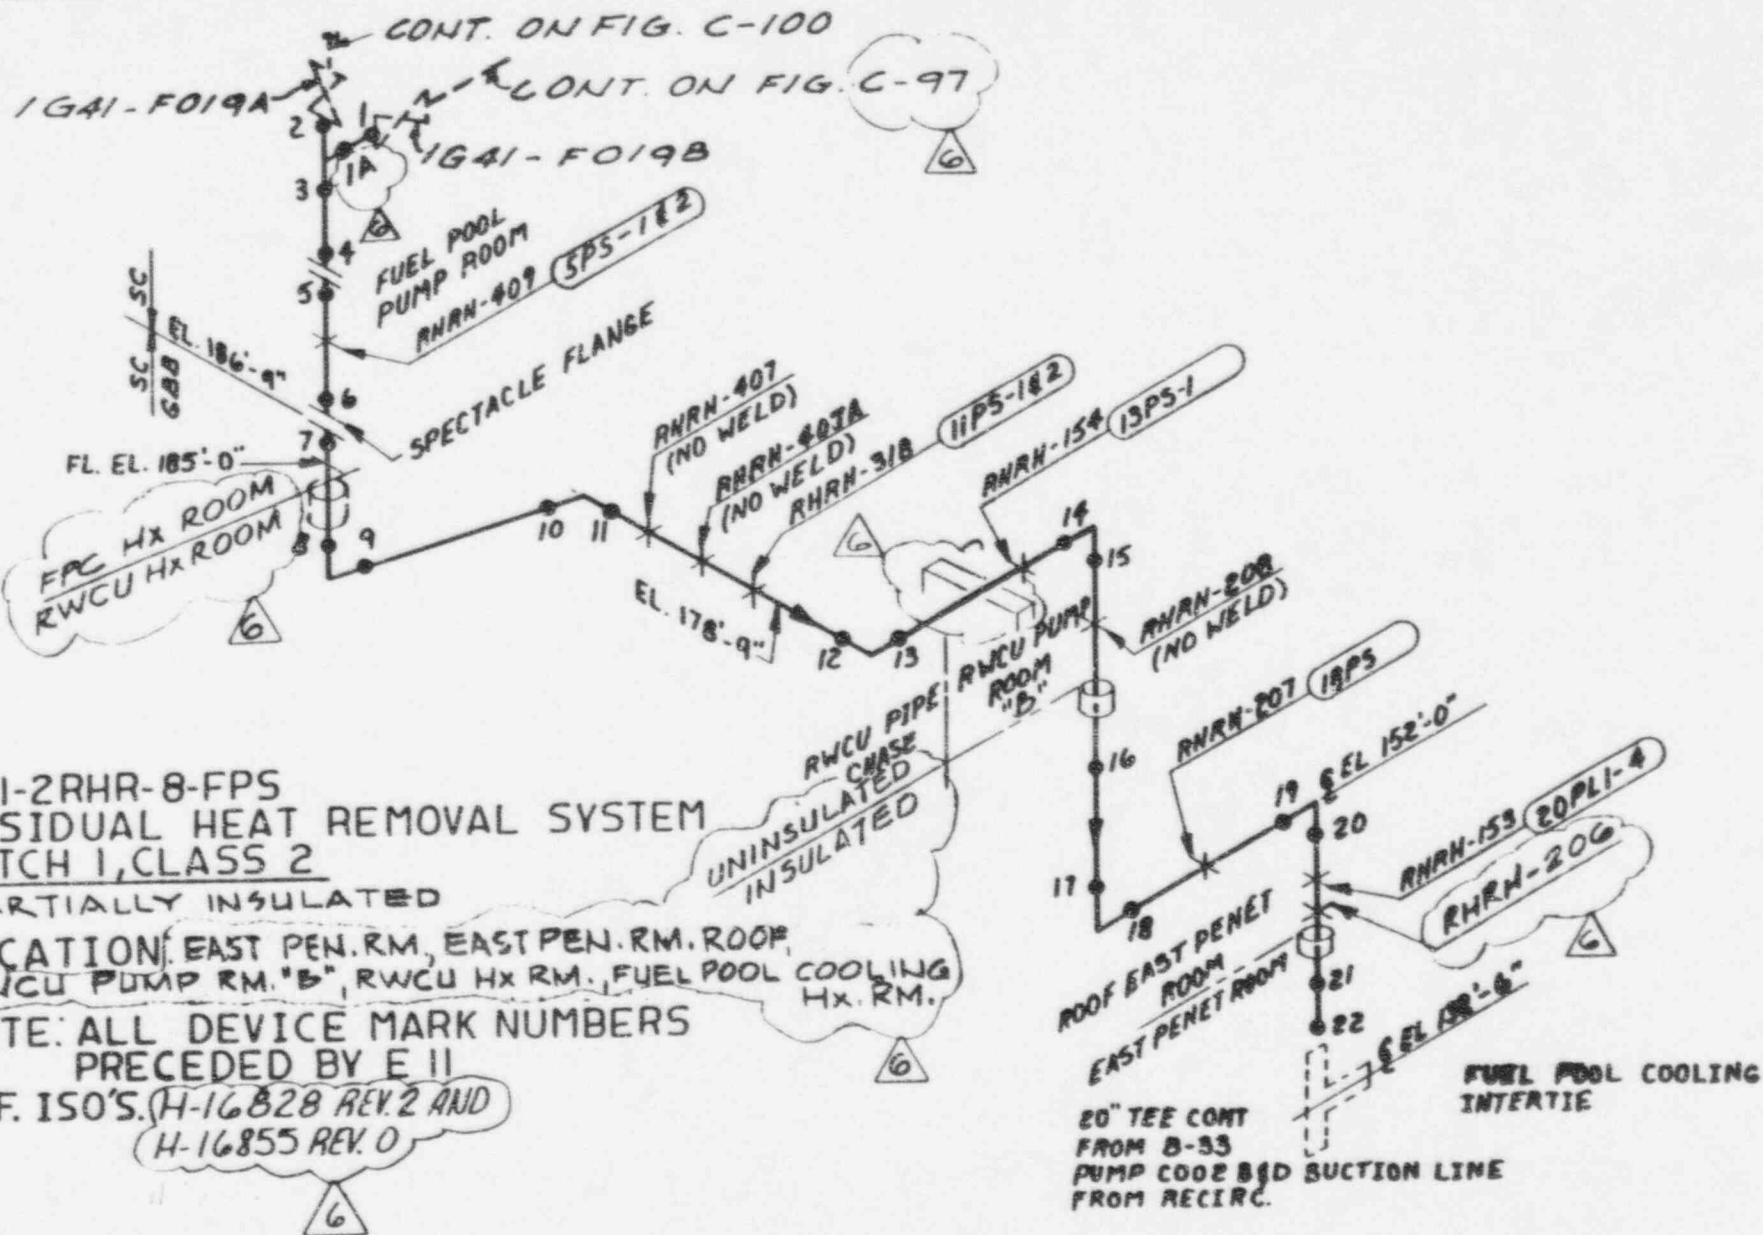 CONT. ON FIG. C-100
1G41-F019A
CONT. ON FIG. C-97
6
2
1
1A
1G41-F019B
3
6
4
5
FUEL POOL
PUMP ROOM
RHRH-409
5PS-1&2
SC
SC
GBB
EL. 186'-9"
6
SPECTACLE FLANGE
7
FL. EL. 185'-0"
FPC Hx ROOM
RWCU Hx ROOM
6
8
9
10
11
RHRH-407
(NO WELD)
(NO WELD)
RHRH-318
11PS-1&2
RHRH-154
13PS-1
EL. 178'-9"
12
13
6
14
15
RHRH-208
(NO WELD)
RWCU PUMP
ROOM
"B"
RWCU PIPE
CHASE
UNINSULATED
INSULATED
16
17
18
RHRH-207
18PS
19
℄ EL 152'-0"
20
RHRH-153
20PL1-4
RHRH-206
6
ROOF EAST PENET
ROOM
EAST PENET ROOM
21
22
℄ EL
FUEL POOL COOLING
INTERTIE
20" TEE CONT
FROM B-33
PUMP COO2 B&D SUCTION LINE
FROM RECIRC.
1-2RHR-8-FPS
SIDUAL HEAT REMOVAL SYSTEM
TCH 1, CLASS 2
RTIALLY INSULATED
CATION: EAST PEN. RM., EAST PEN. RM. ROOF,
CU PUMP RM. "B", RWCU Hx RM., FUEL POOL COOLING
Hx. RM.
6
TE: ALL DEVICE MARK NUMBERS
PRECEDED BY E 11
F. ISO'S. H-16828 REV. 2 AND
H-16855 REV. 0
6